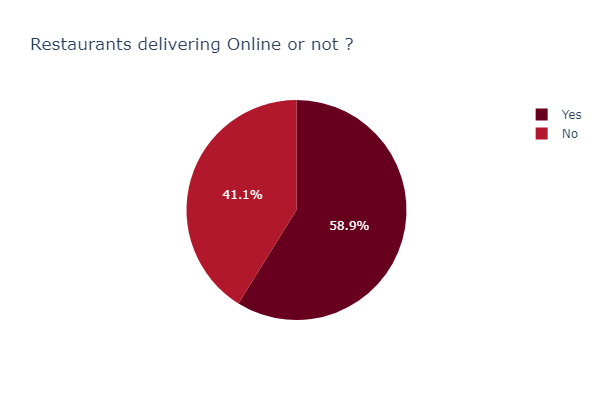 Restaurants delivering Online or not ?
Yes
No
41.1%
58.9%